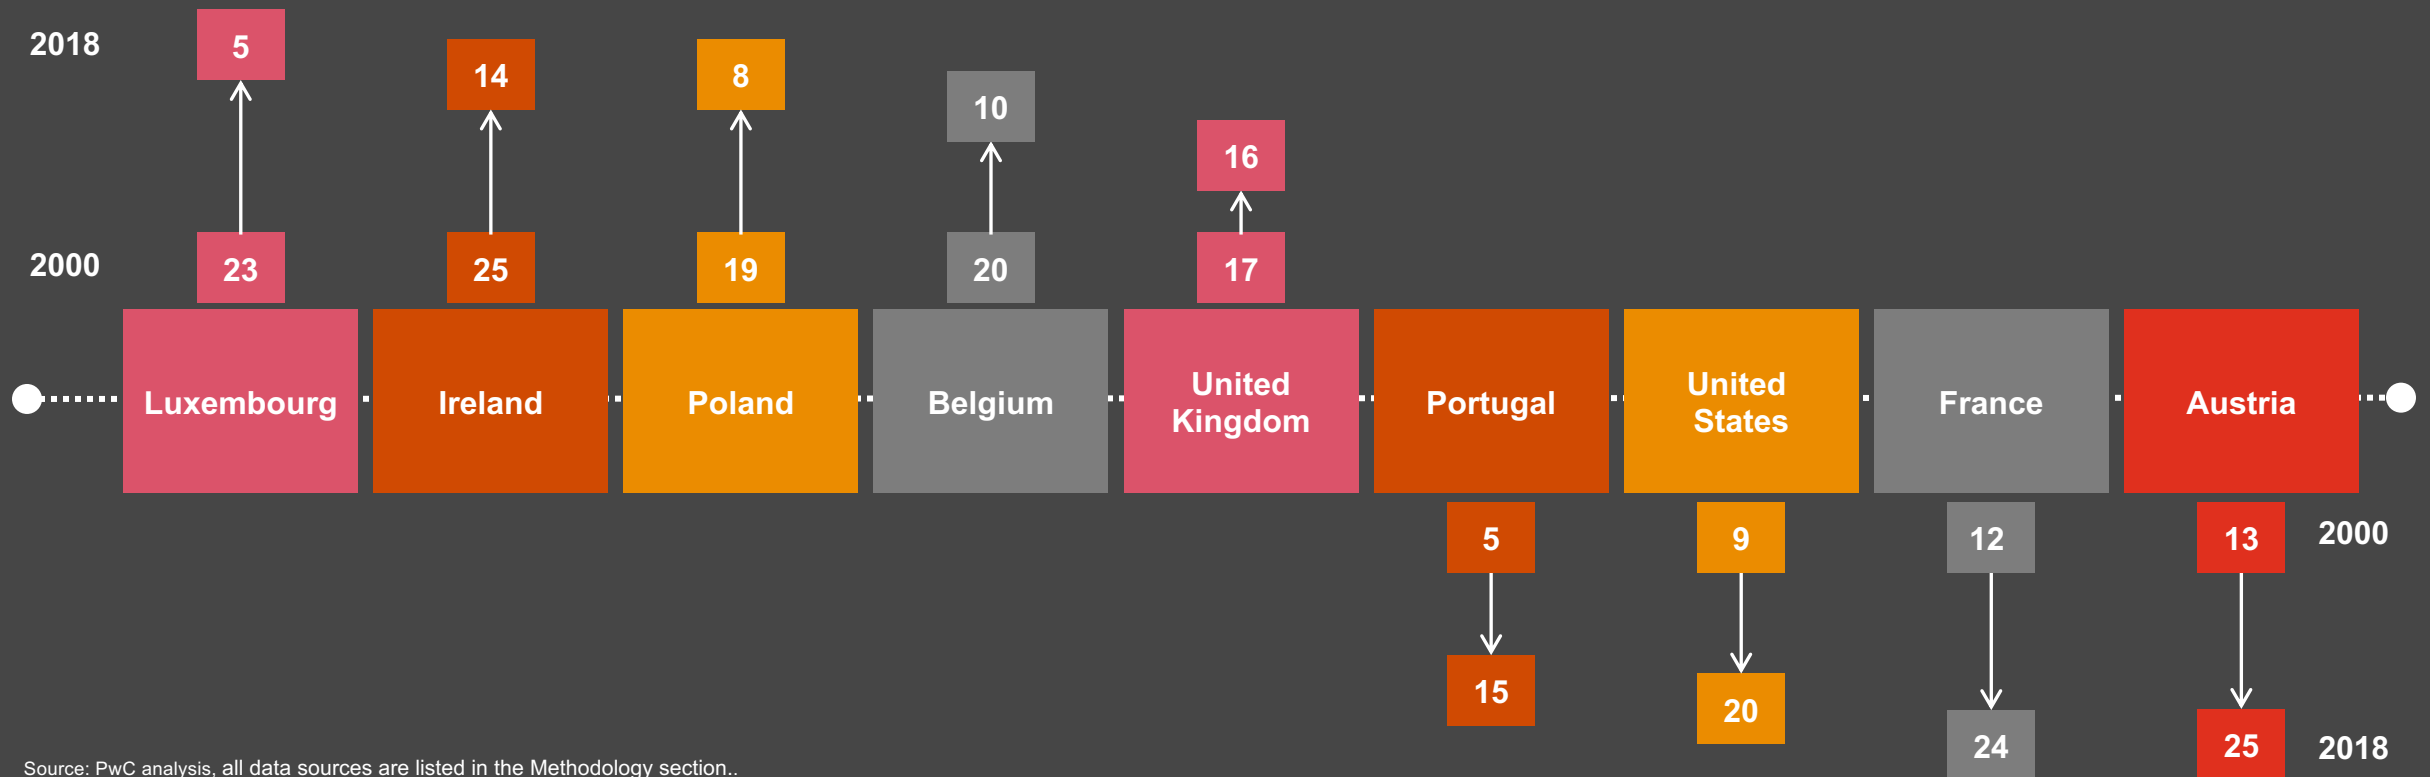 2018
5
14
8
10
16
2000
23
25
19
20
17
Luxembourg
Ireland
Poland
Belgium
United
Kingdom
Portugal
United
States
France
Austria
5
9
12
13
2000
15
20
24
25
2018
Source: PwC analysis, all data sources are listed in the Methodology section..